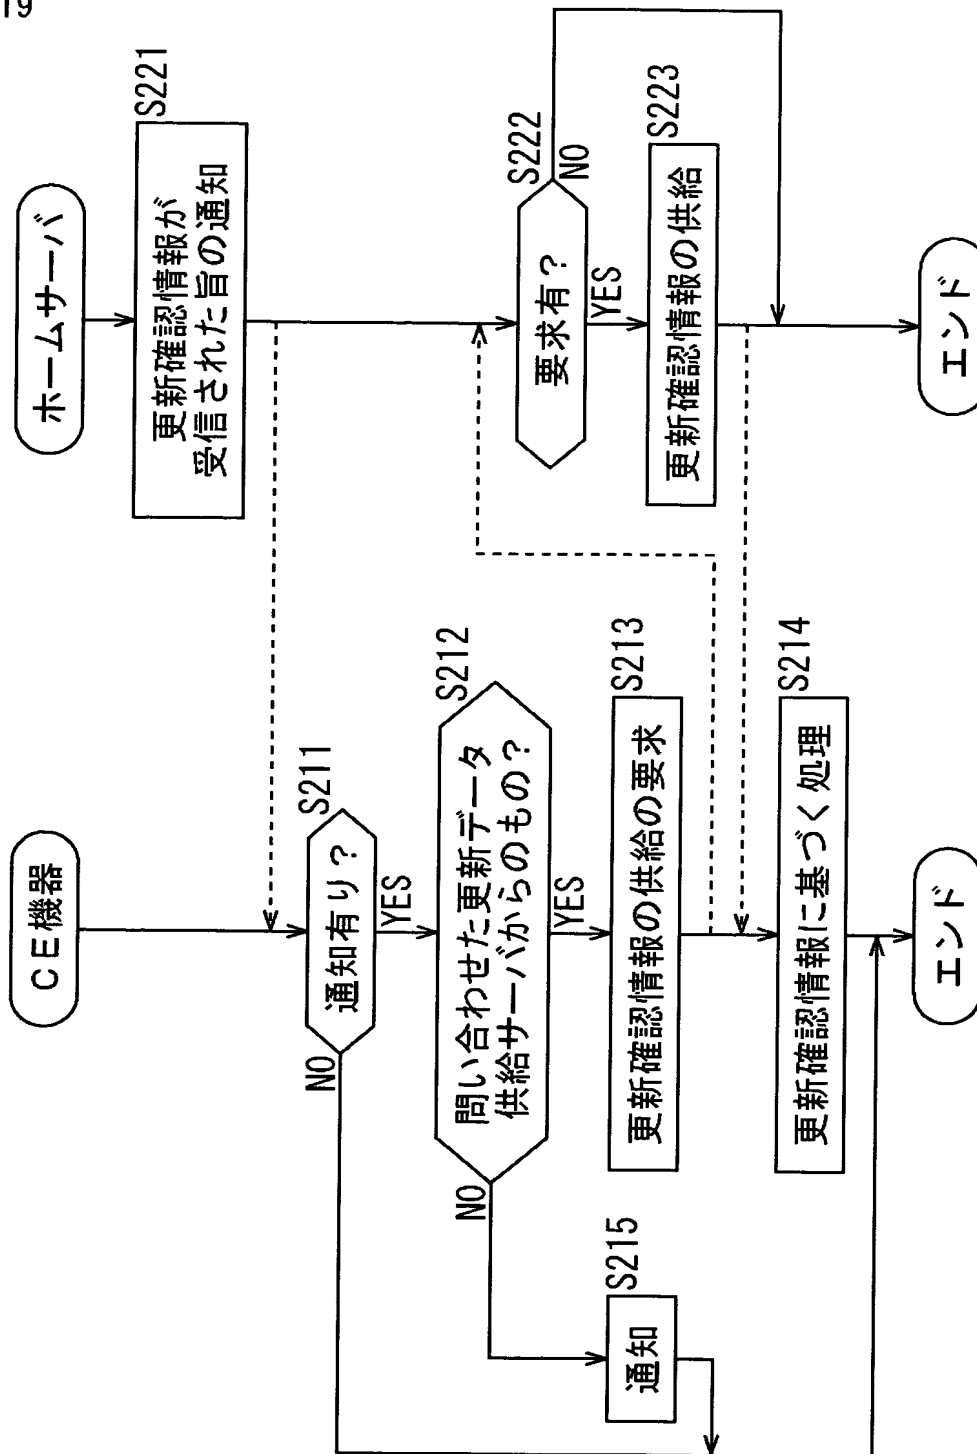 19
CE機器
S211
通知有り?
NO
YES
S212
問い合わせた更新データ
供給サーバからのもの?
NO
YES
S213
更新確認情報の供給の要求
S214
更新確認情報に基づく処理
S215
通知
エンド
ホームサーバ
S221
更新確認情報が
受信された旨の通知
S222
要求有?
NO
YES
S223
更新確認情報の供給
エンド